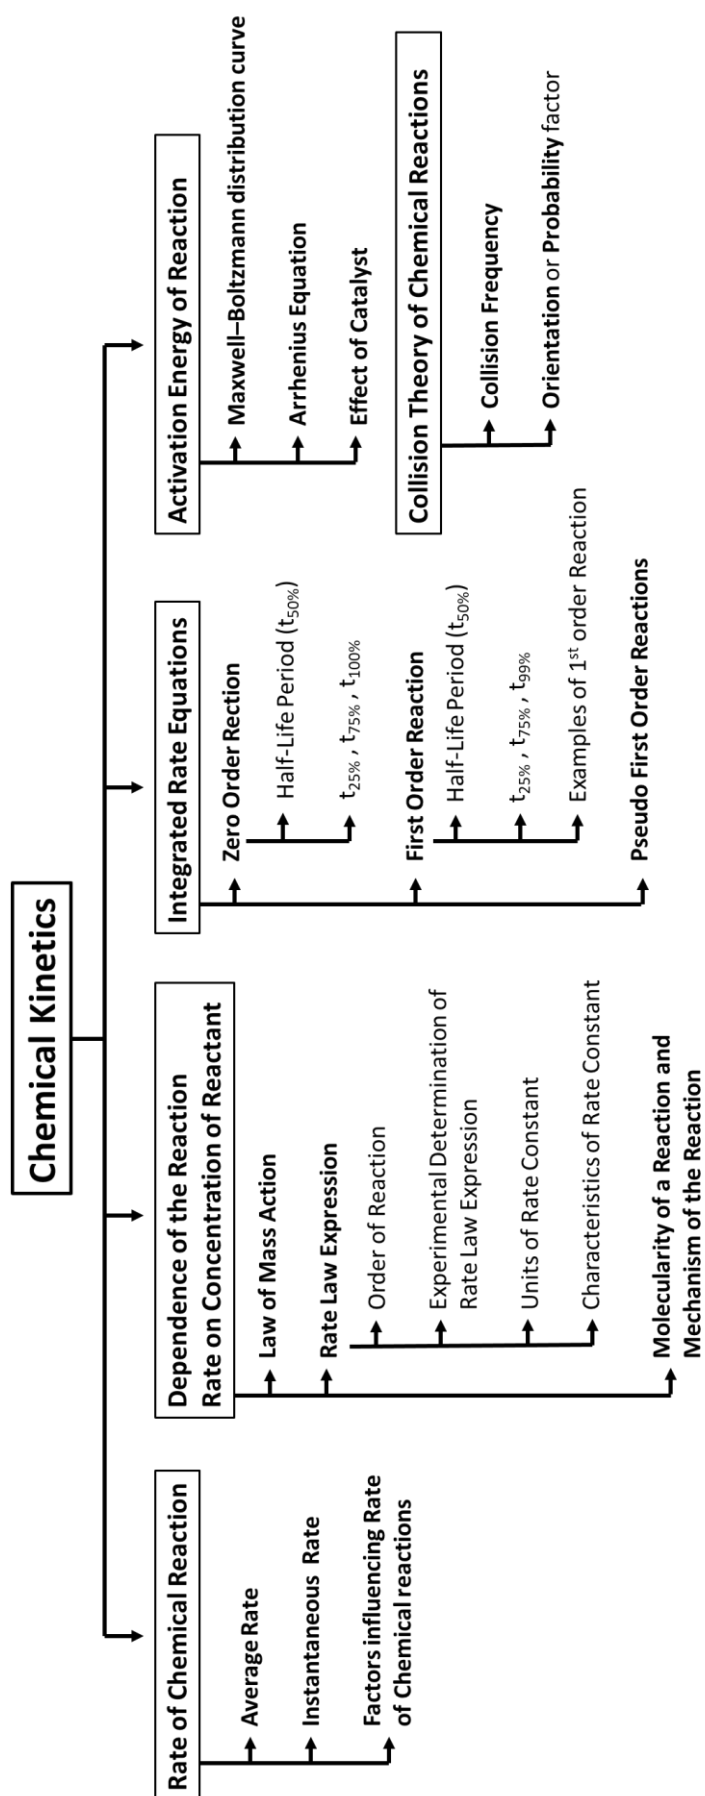 Chemical Kinetics
Rate of Chemical Reaction
Average Rate
Instantaneous Rate
Factors influencing Rate
of Chemical reactions
Dependence of the Reaction
Rate on Concentration of Reactant
Law of Mass Action
Rate Law Expression
Order of Reaction
Experimental Determination of
Rate Law Expression
Units of Rate Constant
Characteristics of Rate Constant
Molecularity of a Reaction and
Mechanism of the Reaction
Integrated Rate Equations
Zero Order Rection
Half-Life Period (t50%)
t25% , t75% , t100%
First Order Reaction
Half-Life Period (t50%)
t25% , t75% , t99%
Examples of 1st order Reaction
Pseudo First Order Reactions
Activation Energy of Reaction
Maxwell–Boltzmann distribution curve
Arrhenius Equation
Effect of Catalyst
Collision Theory of Chemical Reactions
Collision Frequency
Orientation or Probability factor